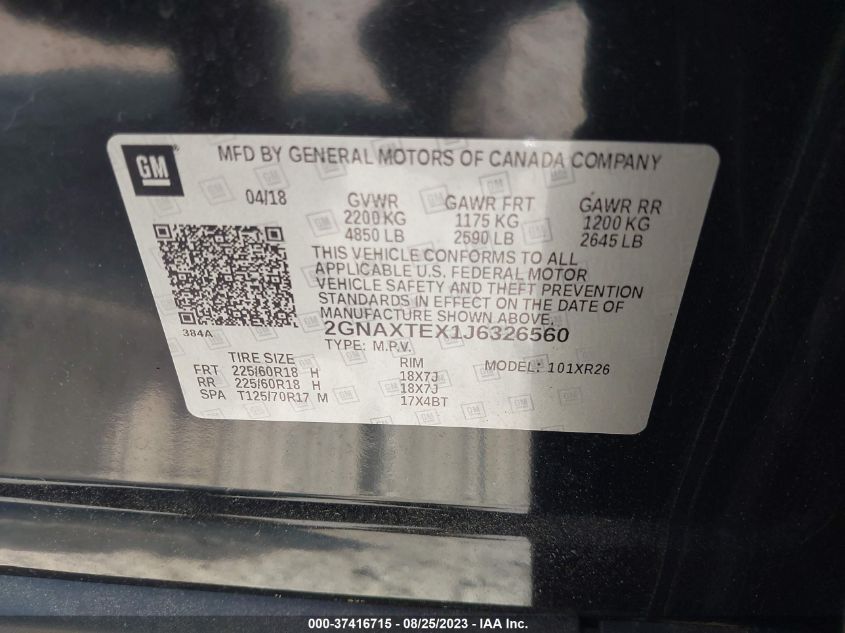 GM
MFD BY GENERAL MOTORS OF CANADA COMPANY
04/18
GVWR
2200 KG
4850 LB
GAWR FRT
1175 KG
2590 LB
GAWR RR
1200 KG
2645 LB
THIS VEHICLE CONFORMS TO ALL
APPLICABLE U.S. FEDERAL MOTOR
VEHICLE SAFETY AND THEFT PREVENTION
STANDARDS IN EFFECT ON THE DATE OF
MANUFACTURE SHOWN ABOVE.
384A
2GNAXTEX1J6326560
TYPE: M.P.V.
MODEL: 101XR26
TIRE SIZE
RIM
FRT 225/60R18 H 18X7J
RR 225/60R18 H 18X7J
SPA T125/70R17 M 17X4BT
000-37416715 - 08/25/2023 - IAA Inc.